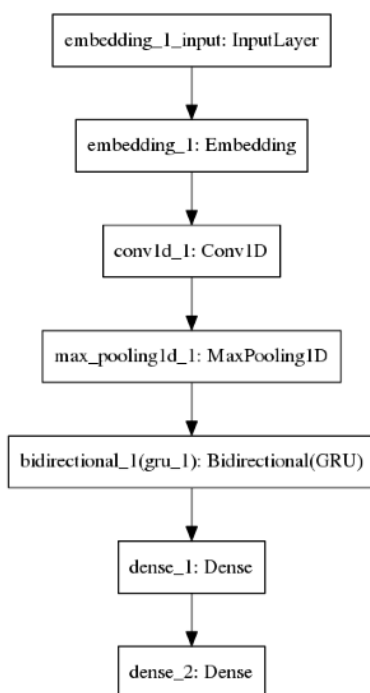 embedding_1_input: InputLayer
embedding_1: Embedding
conv1d_1: Conv1D
max_pooling1d_1: MaxPooling1D
bidirectional_1(gru_1): Bidirectional(GRU)
dense_1: Dense
dense_2: Dense